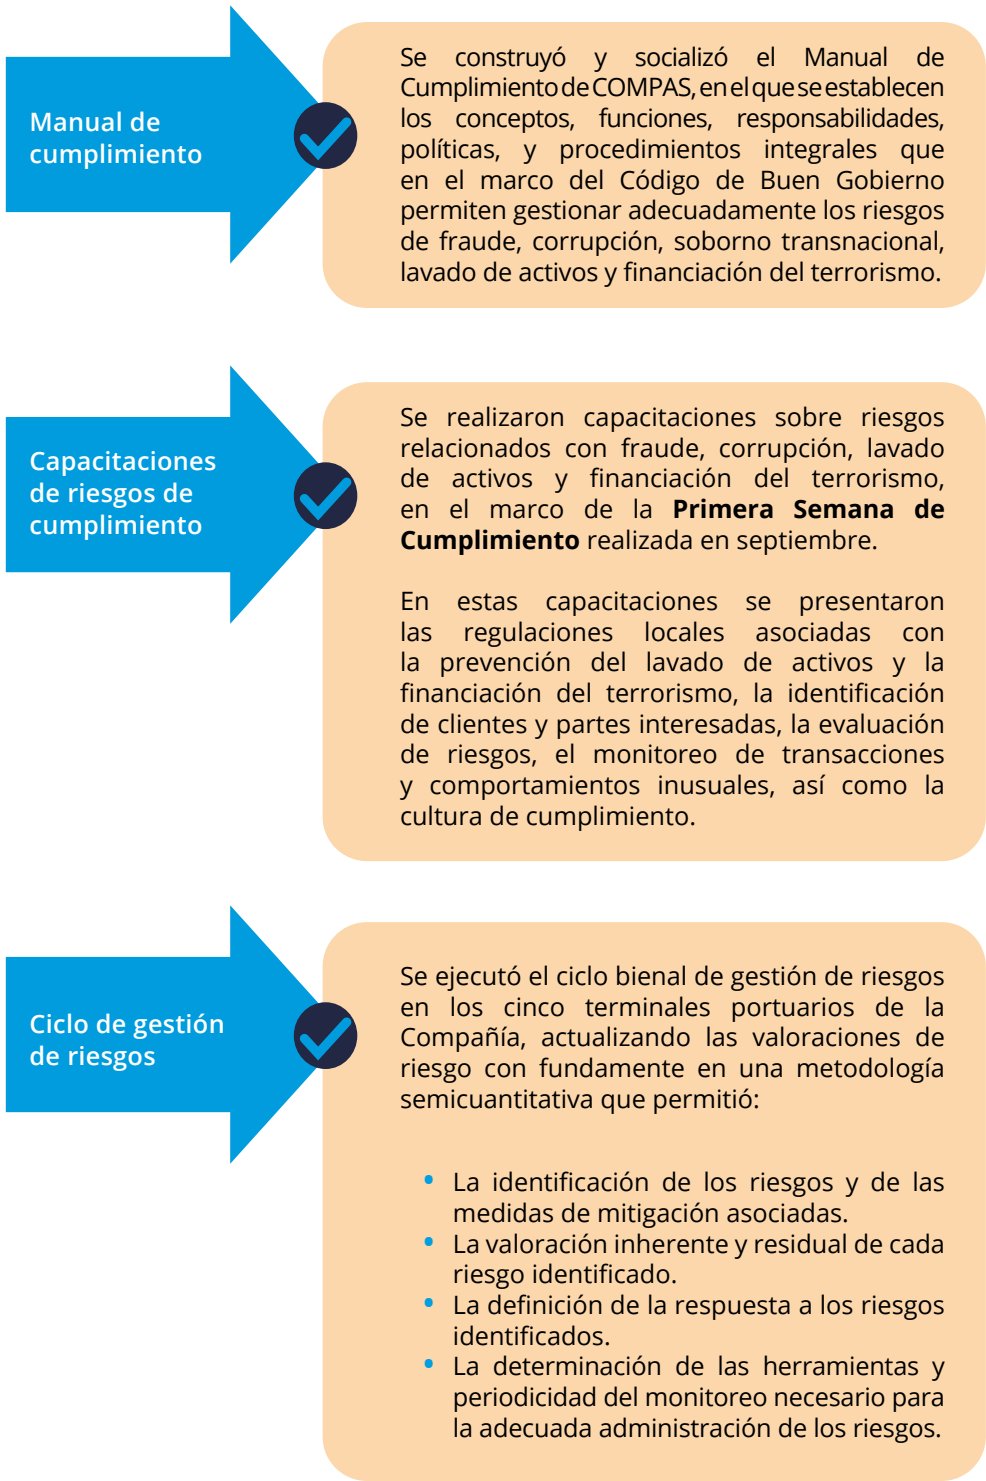 Manual de
cumplimiento
Se construyó y socializó el Manual de
Cumplimiento de COMPAS, en el que se establecen
los conceptos, funciones, responsabilidades,
políticas, y procedimientos integrales que
en el marco del Código de Buen Gobierno
permiten gestionar adecuadamente los riesgos
de fraude, corrupción, soborno transnacional,
lavado de activos y financiación del terrorismo.
Capacitaciones
de riesgos de
cumplimiento
Se realizaron capacitaciones sobre riesgos
relacionados con fraude, corrupción, lavado
de activos y financiación del terrorismo,
en el marco de la Primera Semana de
Cumplimiento realizada en septiembre.
En estas capacitaciones se presentaron
las regulaciones locales asociadas con
la prevención del lavado de activos y la
financiación del terrorismo, la identificación
de clientes y partes interesadas, la evaluación
de riesgos, el monitoreo de transacciones
y comportamientos inusuales, así como la
cultura de cumplimiento.
Ciclo de gestión
de riesgos
Se ejecutó el ciclo bienal de gestión de riesgos
en los cinco terminales portuarios de la
Compañía, actualizando las valoraciones de
riesgo con fundamente en una metodología
semicuantitativa que permitió:
• La identificación de los riesgos y de las
medidas de mitigación asociadas.
• La valoración inherente y residual de cada
riesgo identificado.
• La definición de la respuesta a los riesgos
identificados.
• La determinación de las herramientas y
periodicidad del monitoreo necesario para
la adecuada administración de los riesgos.